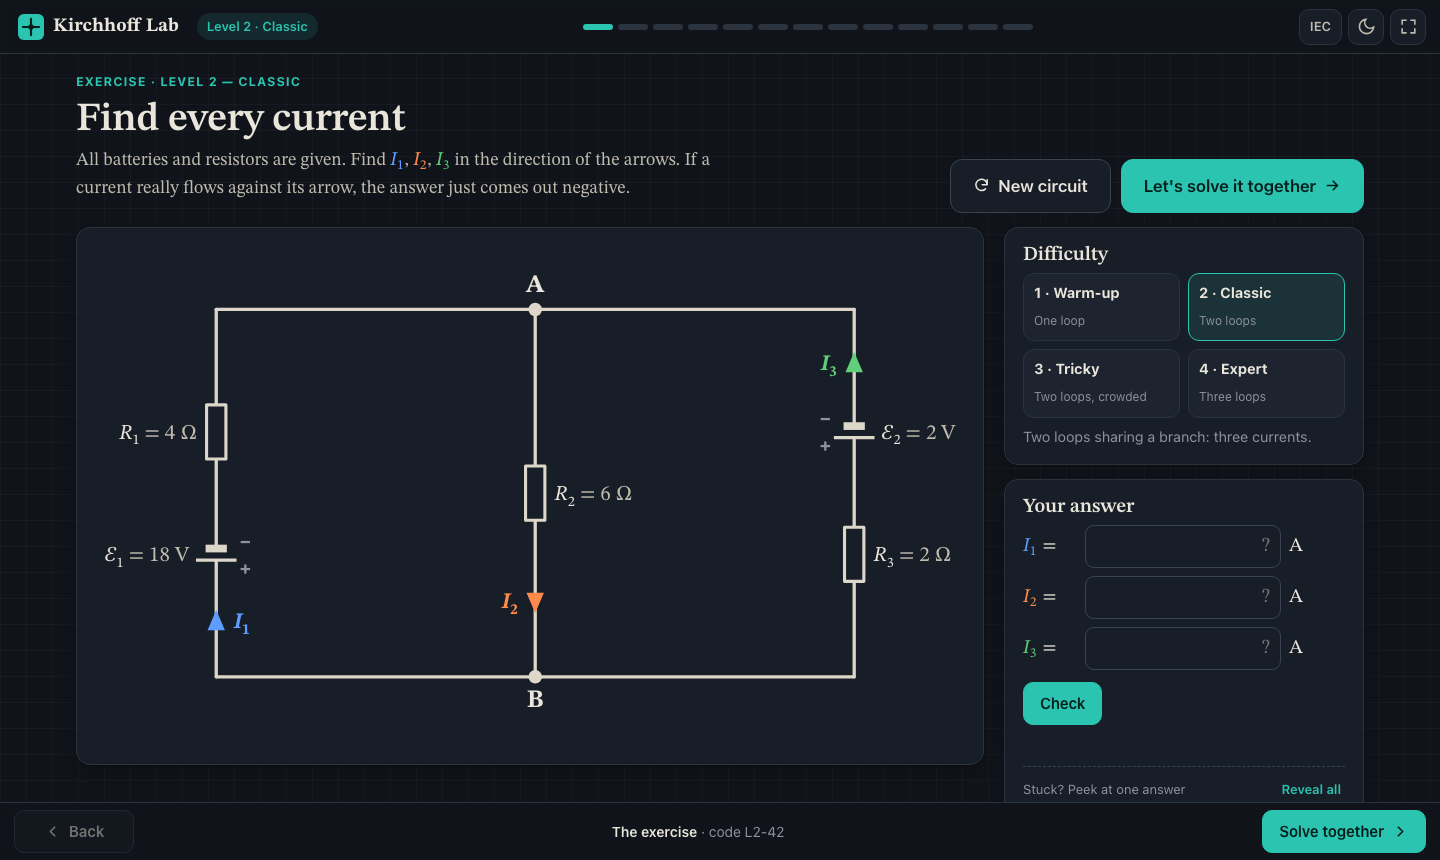 Kirchhoff Lab
Level 2 · Classic
IEC
EXERCISE · LEVEL 2 — CLASSIC
Find every current
All batteries and resistors are given. Find I₁, I₂, I₃ in the direction of the arrows. If a
current really flows against its arrow, the answer just comes out negative.
New circuit
Let's solve it together →
A
I₃
−
+
ℰ₂ = 2 V
R₁ = 4 Ω
R₂ = 6 Ω
ℰ₁ = 18 V
−
+
R₃ = 2 Ω
I₂
I₁
B
Difficulty
1 · Warm-up
One loop
2 · Classic
Two loops
3 · Tricky
Two loops, crowded
4 · Expert
Three loops
Two loops sharing a branch: three currents.
Your answer
I₁ = ? A
I₂ = ? A
I₃ = ? A
Check
Stuck? Peek at one answer
Reveal all
Back
The exercise · code L2-42
Solve together